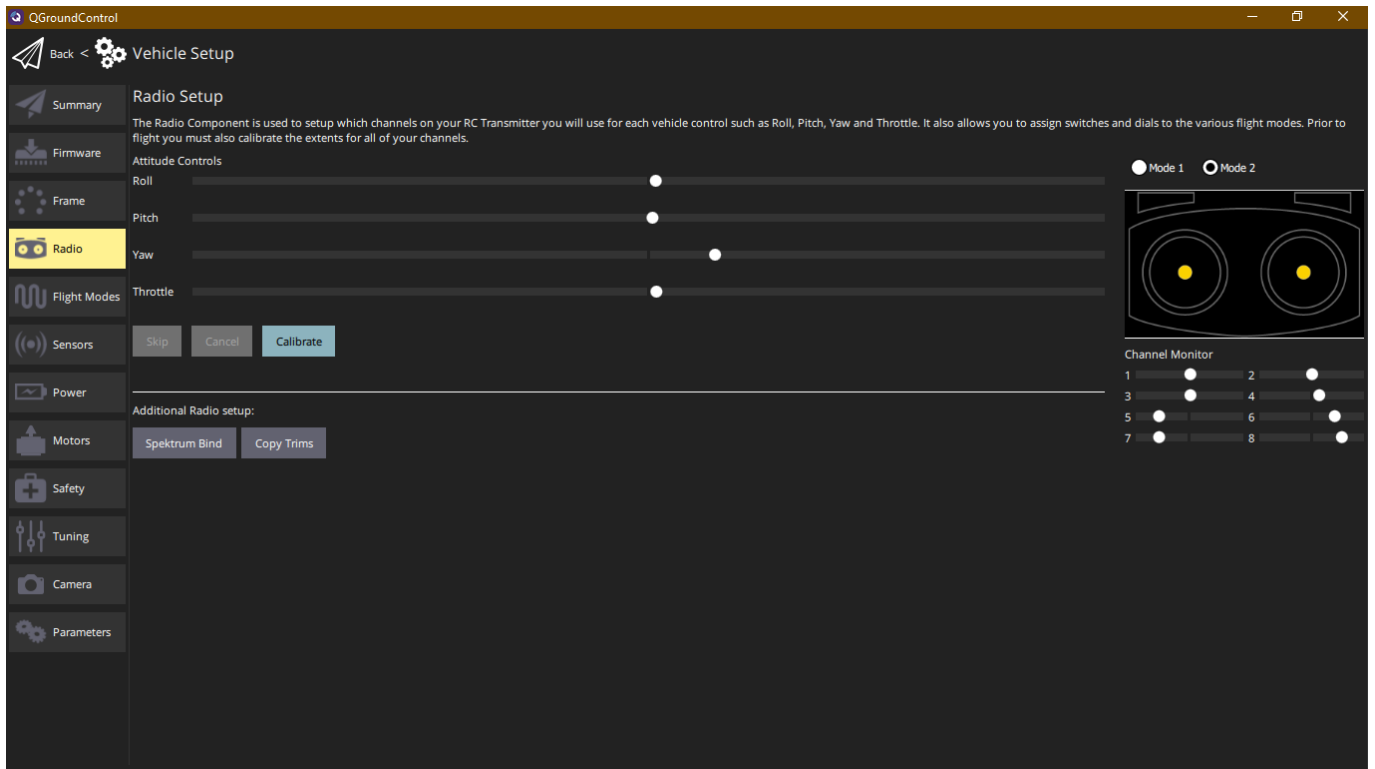 QGroundControl
Back < Vehicle Setup
Summary
Firmware
Frame
Radio
Flight Modes
Sensors
Power
Motors
Safety
Tuning
Camera
Parameters
Radio Setup
The Radio Component is used to setup which channels on your RC Transmitter you will use for each vehicle control such as Roll, Pitch, Yaw and Throttle. It also allows you to assign switches and dials to the various flight modes. Prior to
flight you must also calibrate the extents for all of your channels.
Attitude Controls
Roll
Pitch
Yaw
Throttle
Skip Cancel Calibrate
Additional Radio setup:
Spektrum Bind Copy Trims
Mode 1 Mode 2
Channel Monitor
1 2
3 4
5 6
7 8